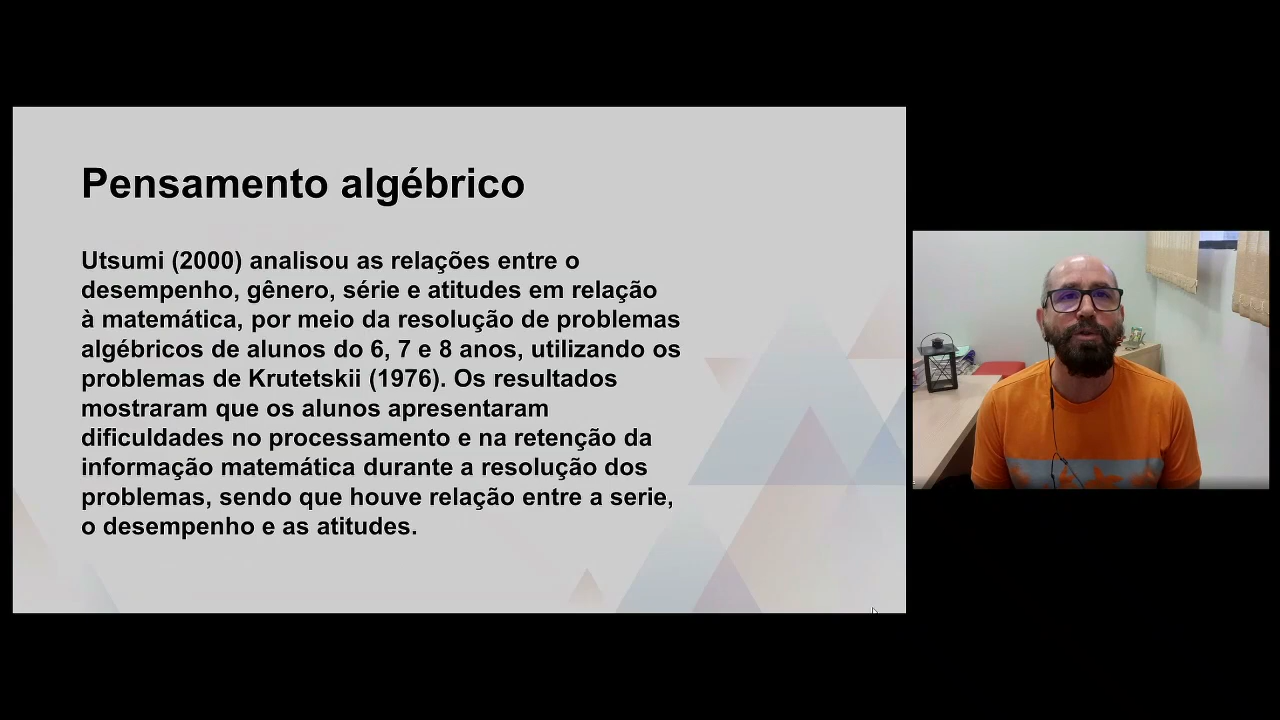 Pensamento algébrico
Utsumi (2000) analisou as relações entre o
desempenho, gênero, série e atitudes em relação
à matemática, por meio da resolução de problemas
algébricos de alunos do 6, 7 e 8 anos, utilizando os
problemas de Krutetskii (1976). Os resultados
mostraram que os alunos apresentaram
dificuldades no processamento e na retenção da
informação matemática durante a resolução dos
problemas, sendo que houve relação entre a serie,
o desempenho e as atitudes.